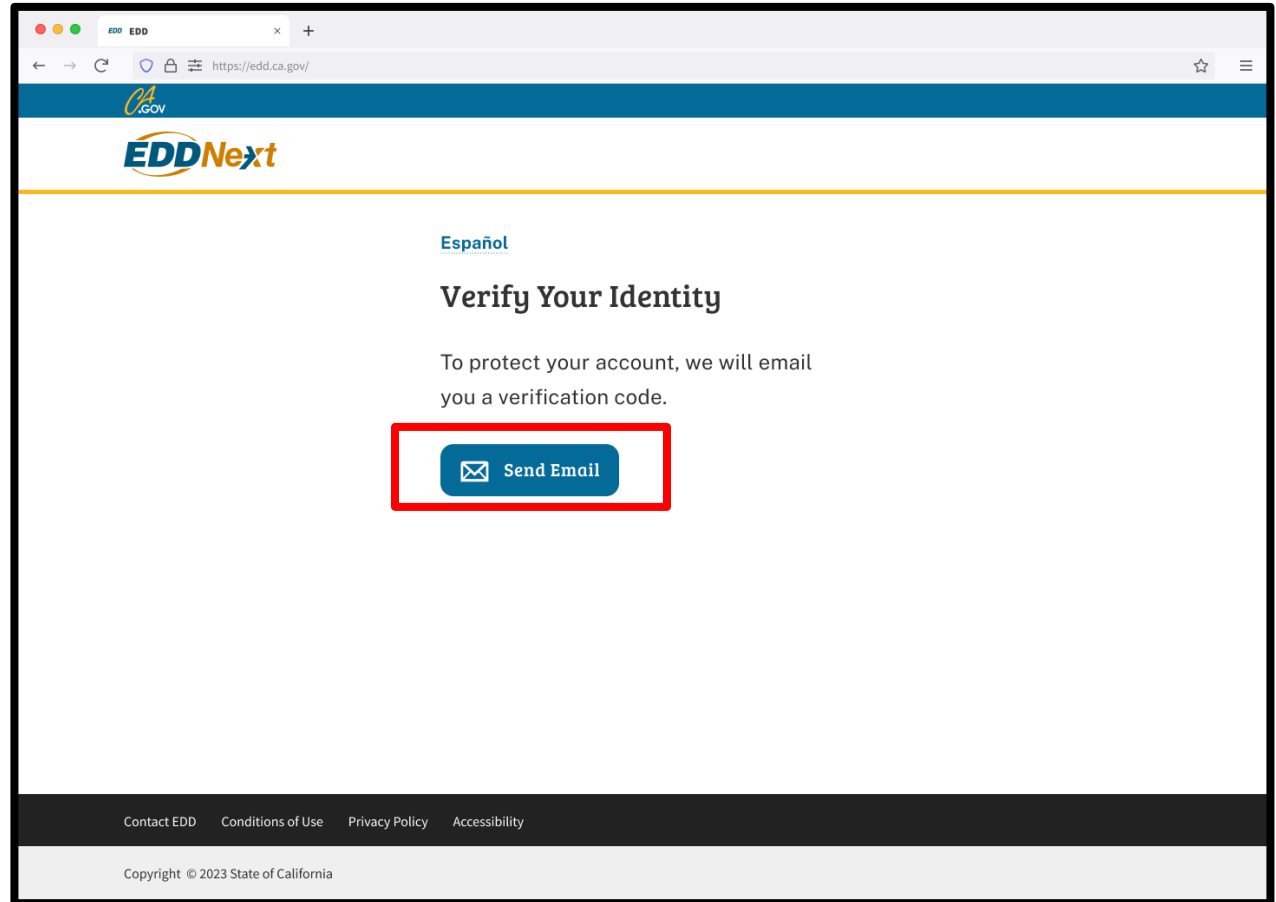 EDD EDD
https://edd.ca.gov/
CA.GOV
EDDNext
Español
Verify Your Identity
To protect your account, we will email
you a verification code.
Send Email
Contact EDD Conditions of Use Privacy Policy Accessibility
Copyright © 2023 State of California